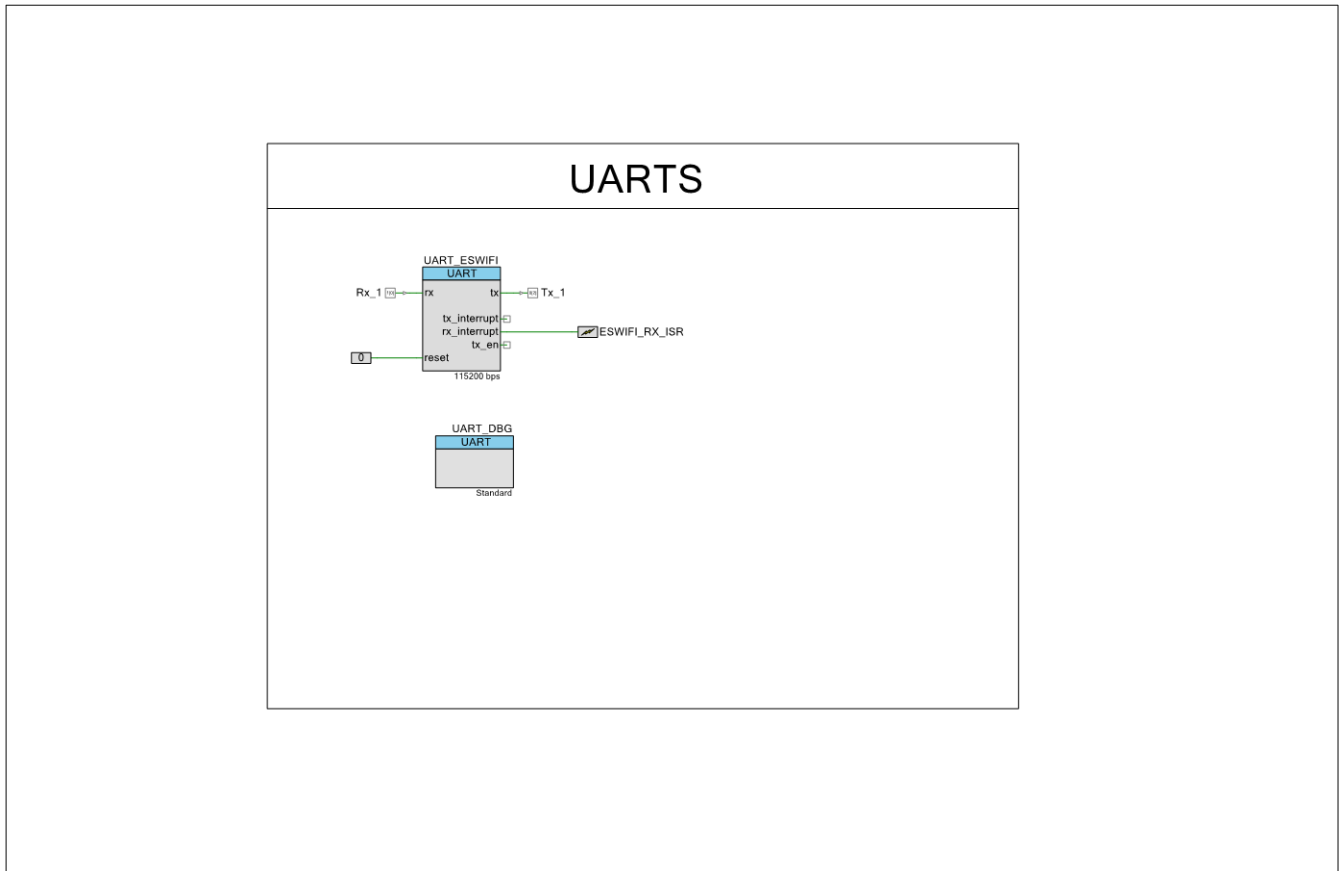 UARTS
UART_ESWIFI
UART
Rx_1
rx
tx
Tx_1
tx_interrupt
rx_interrupt
ESWIFI_RX_ISR
tx_en
0
reset
115200 bps
UART_DBG
UART
Standard